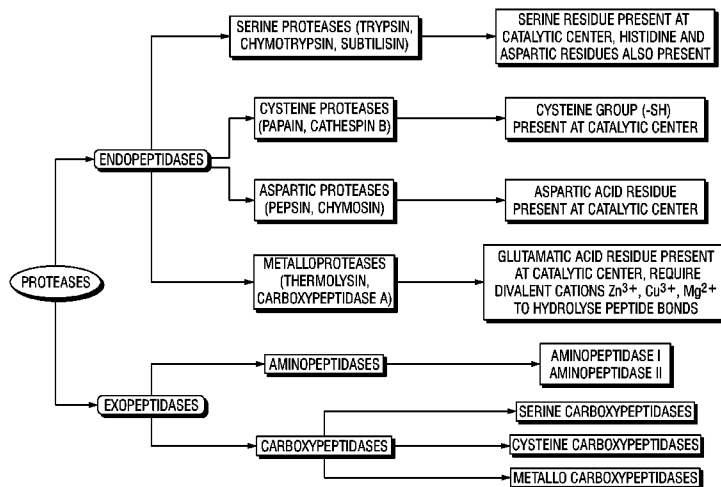 SERINE PROTEASES (TRYPSIN,
CHYMOTRYPSIN, SUBTILISIN)
SERINE RESIDUE PRESENT AT
CATALYTIC CENTER, HISTIDINE AND
ASPARTIC RESIDUES ALSO PRESENT
CYSTEINE PROTEASES
(PAPAIN, CATHESPIN B)
CYSTEINE GROUP (-SH)
PRESENT AT CATALYTIC CENTER
ENDOPEPTIDASES
ASPARTIC PROTEASES
(PEPSIN, CHYMOSIN)
ASPARTIC ACID RESIDUE
PRESENT AT CATALYTIC CENTER
PROTEASES
METALLOPROTEASES
(THERMOLYSIN,
CARBOXYPEPTIDASE A)
GLUTAMATIC ACID RESIDUE PRESENT
AT CATALYTIC CENTER, REQUIRE
DIVALENT CATIONS Zn3+, Cu3+, Mg2+
TO HYDROLYSE PEPTIDE BONDS
AMINOPEPTIDASES
AMINOPEPTIDASE I
AMINOPEPTIDASE II
EXOPEPTIDASES
CARBOXYPEPTIDASES
SERINE CARBOXYPEPTIDASES
CYSTEINE CARBOXYPEPTIDASES
METALLO CARBOXYPEPTIDASES